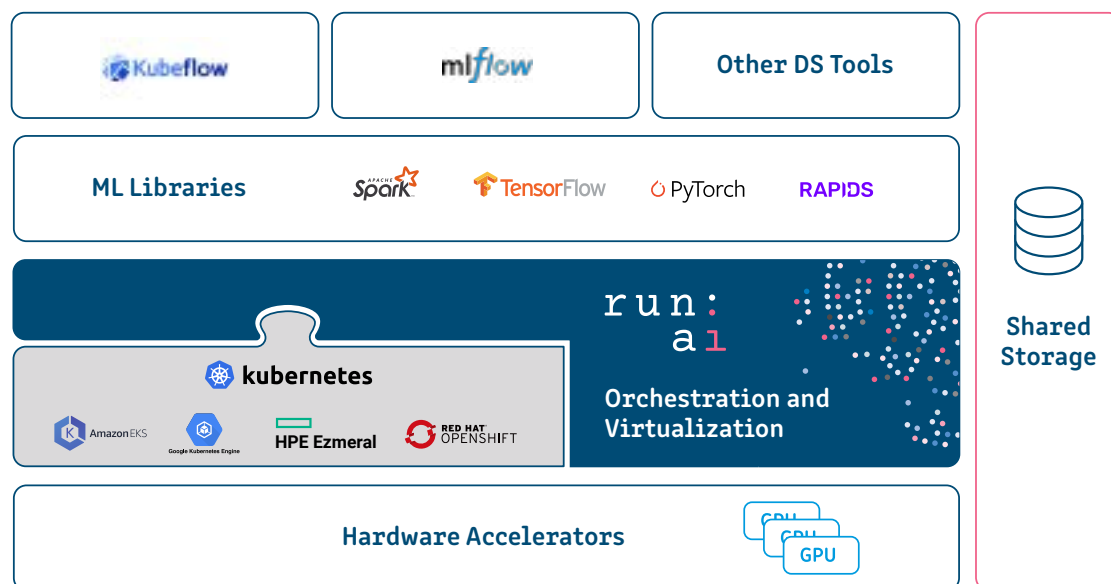 Kubeflow
mlflow
Other DS Tools
ML Libraries
APACHE
Spark
TensorFlow
PyTorch
RAPIDS
run:
ai
kubernetes
Orchestration and
Virtualization
K Amazon EKS
Google Kubernetes Engine
HPE Ezmeral
RED HAT
OPENSHIFT
Hardware Accelerators
GPU
GPU
GPU
Shared
Storage